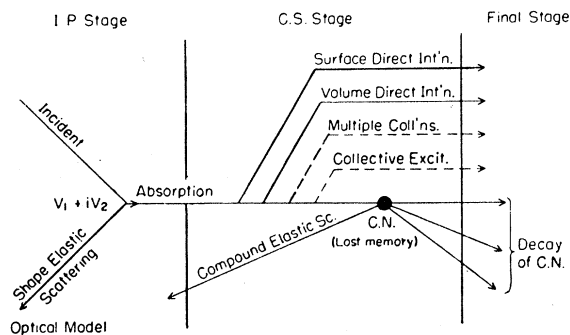 I P Stage
C.S. Stage
Final Stage
Surface Direct Int'n.
Volume Direct Int'n.
Multiple Coll'ns.
Collective Excit.
Incident
V₁ + iV₂
Absorption
Shape Elastic
Scattering
Optical Model
Compound Elastic Sc.
C.N.
(Lost memory)
Decay
of C.N.